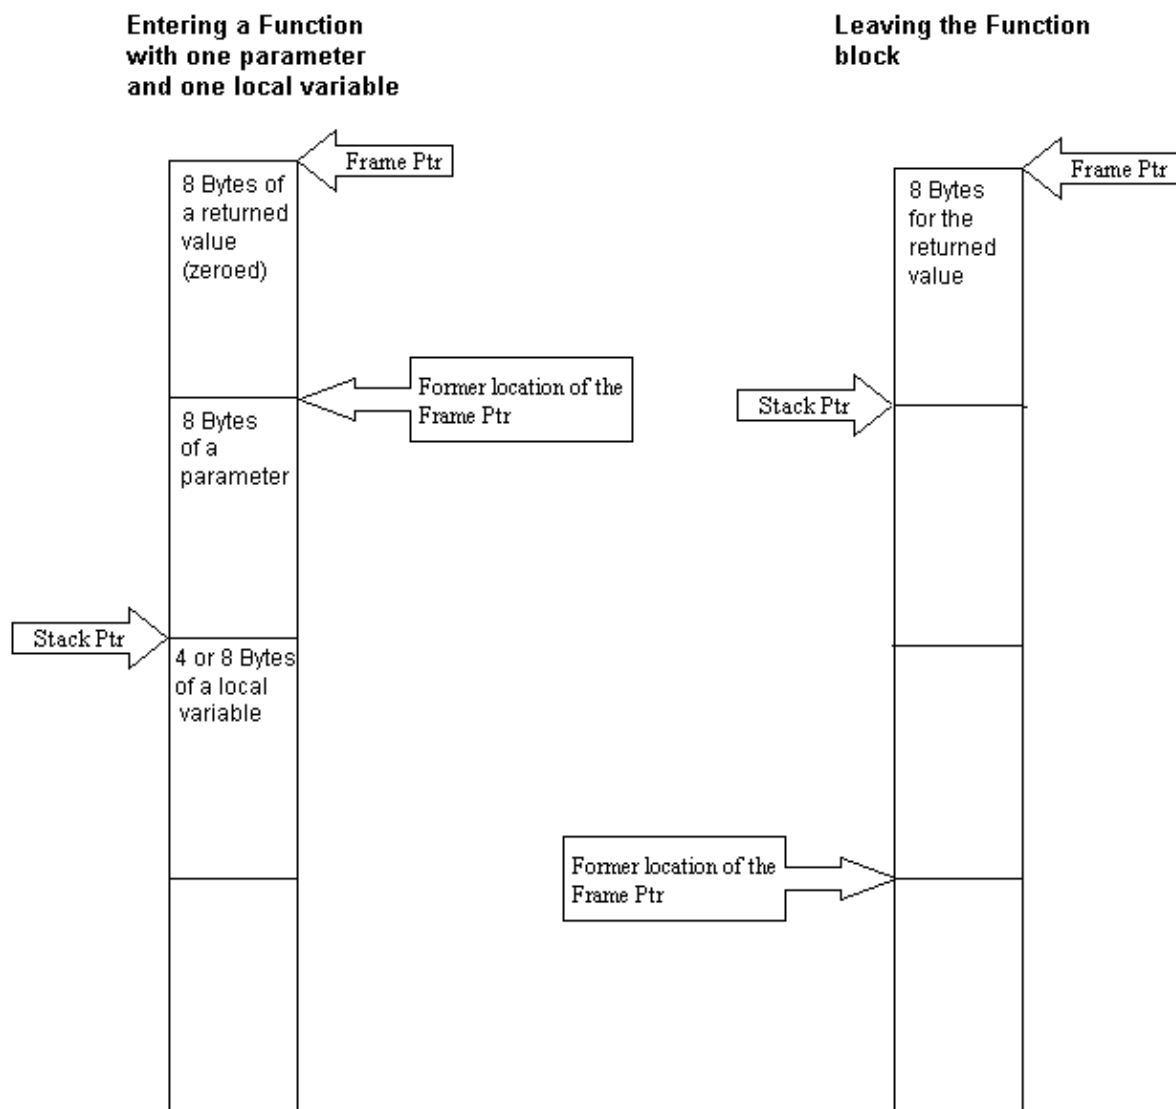 Entering a Function
with one parameter
and one local variable
Frame Ptr
8 Bytes of
a returned
value
(zeroed)
Former location of the
Frame Ptr
8 Bytes
of a
parameter
Stack Ptr
4 or 8 Bytes
of a local
variable
Leaving the Function
block
Frame Ptr
8 Bytes
for the
returned
value
Stack Ptr
Former location of the
Frame Ptr